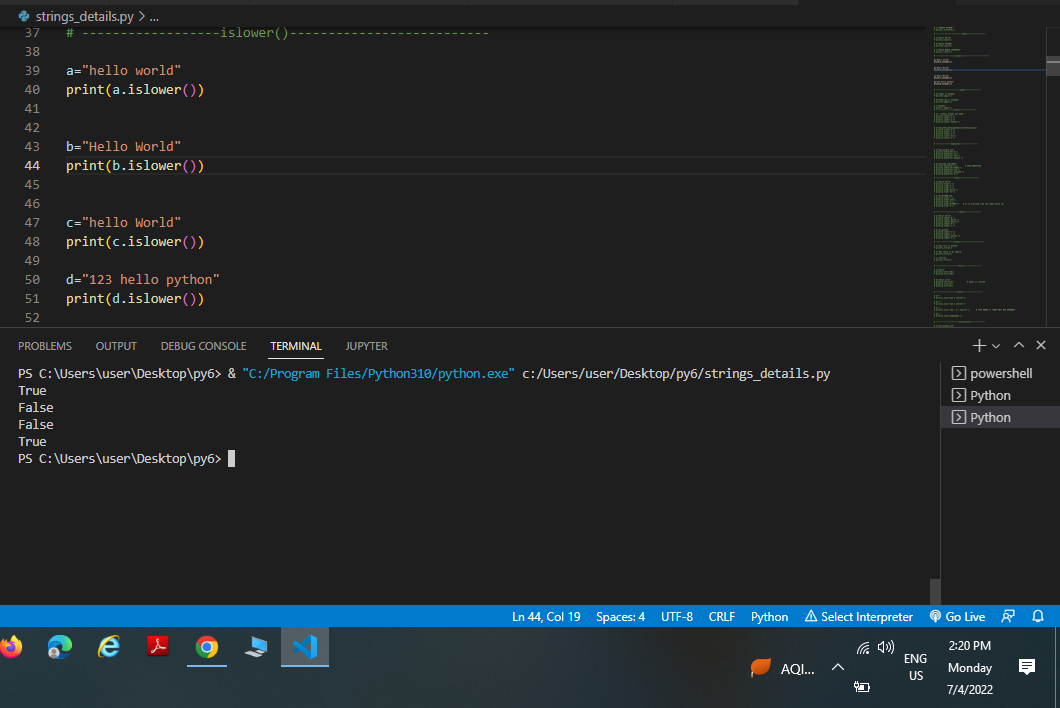 strings_details.py > ...
37 # ------------------islower()--------------------------
38
39 a="hello world"
40 print(a.islower())
41
42
43 b="Hello World"
44 print(b.islower())
45
46
47 c="hello World"
48 print(c.islower())
49
50 d="123 hello python"
51 print(d.islower())
52
PROBLEMS OUTPUT DEBUG CONSOLE TERMINAL JUPYTER
PS C:\Users\user\Desktop\py6> & "C:/Program Files/Python310/python.exe" c:/Users/user/Desktop/py6/strings_details.py
True
False
False
True
PS C:\Users\user\Desktop\py6>
powershell
Python
Python
Ln 44, Col 19 Spaces: 4 UTF-8 CRLF Python Select Interpreter Go Live
AQI...
ENG
US
2:20 PM
Monday
7/4/2022